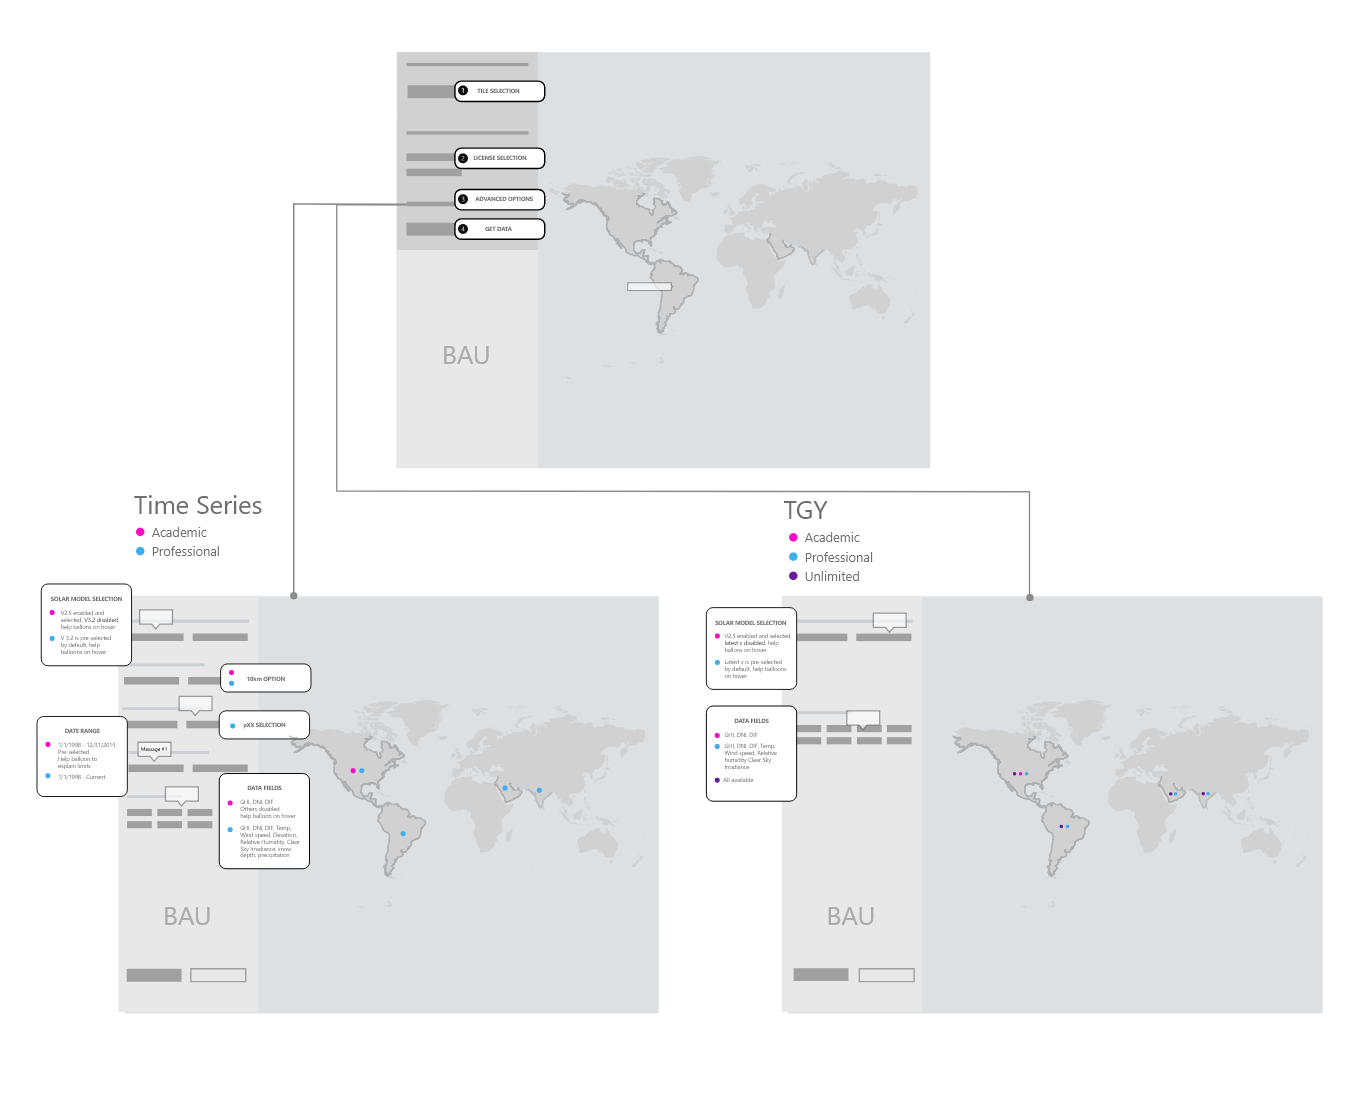 1 TILE SELECTION
2 LICENSE SELECTION
3 ADVANCED OPTIONS
4 GET DATA
BAU
Time Series
Academic
Professional
TGY
Academic
Professional
Unlimited
SOLAR MODEL SELECTION
V2.5 enabled and
selected, V3.2 disabled,
help ballons on hover
V 3.2 is pre-selected
by default, help
balloons on hover
10km OPTION
pXX SELECTION
DATE RANGE
1/1/1998 - 12/31/2015
Pre-selected
Help balloon to
explain limits
1/1/1998 - Current
Message #1
DATA FIELDS
GHI, DNI, DIF
Others disabled
help balloon on hover
GHI, DNI, DIF, Temp,
Wind speed, Elevation,
Relative Humidity, Clear
Sky Irradiance, snow
depth, precipitation
BAU
SOLAR MODEL SELECTION
V2.5 enabled and selected,
latest v disabled, help
ballons on hover
Latest v is pre-selected
by default, help balloons
on hover
DATA FIELDS
GHI, DNI, DIF
GHI, DNI, DIF, Temp,
Wind speed, Relative
humidity Clear Sky
Irradiance
All available
BAU